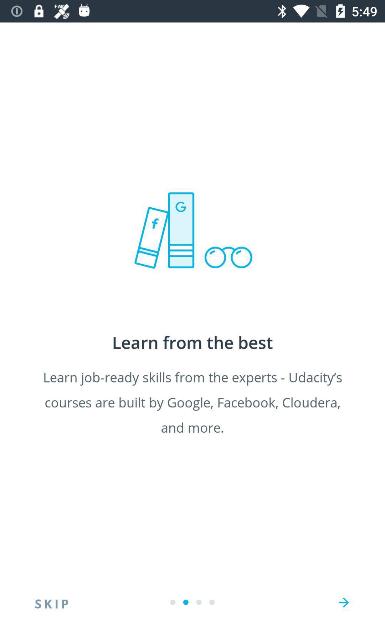 5:49
f
G
Learn from the best
Learn job-ready skills from the experts - Udacity's
courses are built by Google, Facebook, Cloudera,
and more.
SKIP